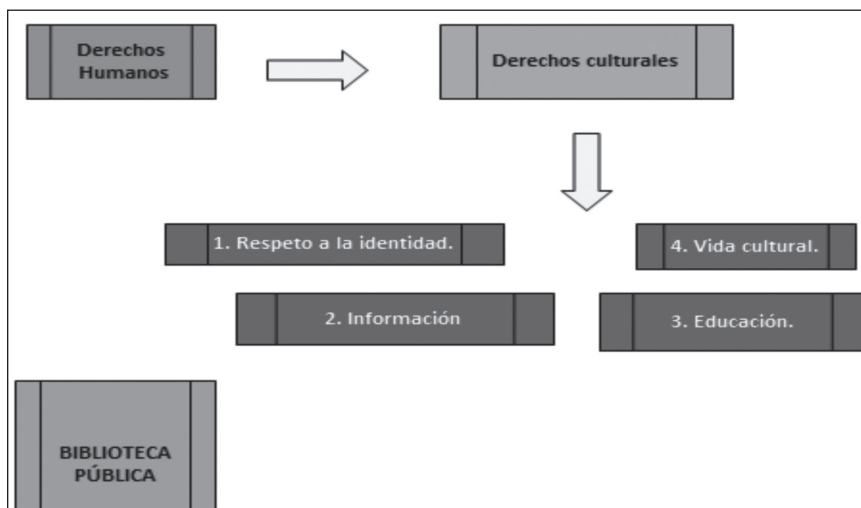 Derechos
Humanos
Derechos culturales
1. Respeto a la identidad.
4. Vida cultural.
2. Información
3. Educación.
BIBLIOTECA
PÚBLICA